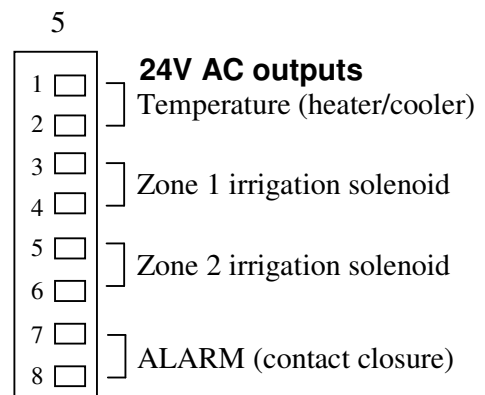 5
24V AC outputs
1
Temperature (heater/cooler)
2
3
Zone 1 irrigation solenoid
4
5
Zone 2 irrigation solenoid
6
7
ALARM (contact closure)
8